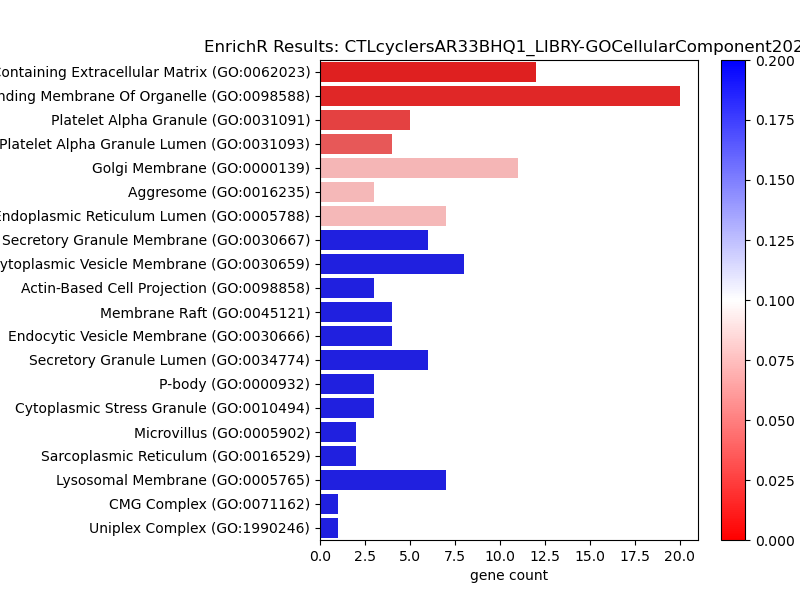 EnrichR Results: CTLcyclersAR33BHQ1_LIBRY-GOCellularComponent202
Containing Extracellular Matrix (GO:0062023)
nding Membrane Of Organelle (GO:0098588)
Platelet Alpha Granule (GO:0031091)
Platelet Alpha Granule Lumen (GO:0031093)
Golgi Membrane (GO:0000139)
Aggresome (GO:0016235)
Endoplasmic Reticulum Lumen (GO:0005788)
Secretory Granule Membrane (GO:0030667)
ytoplasmic Vesicle Membrane (GO:0030659)
Actin-Based Cell Projection (GO:0098858)
Membrane Raft (GO:0045121)
Endocytic Vesicle Membrane (GO:0030666)
Secretory Granule Lumen (GO:0034774)
P-body (GO:0000932)
Cytoplasmic Stress Granule (GO:0010494)
Microvillus (GO:0005902)
Sarcoplasmic Reticulum (GO:0016529)
Lysosomal Membrane (GO:0005765)
CMG Complex (GO:0071162)
Uniplex Complex (GO:1990246)
0.0 2.5 5.0 7.5 10.0 12.5 15.0 17.5 20.0
gene count
0.200
0.175
0.150
0.125
0.100
0.075
0.050
0.025
0.000